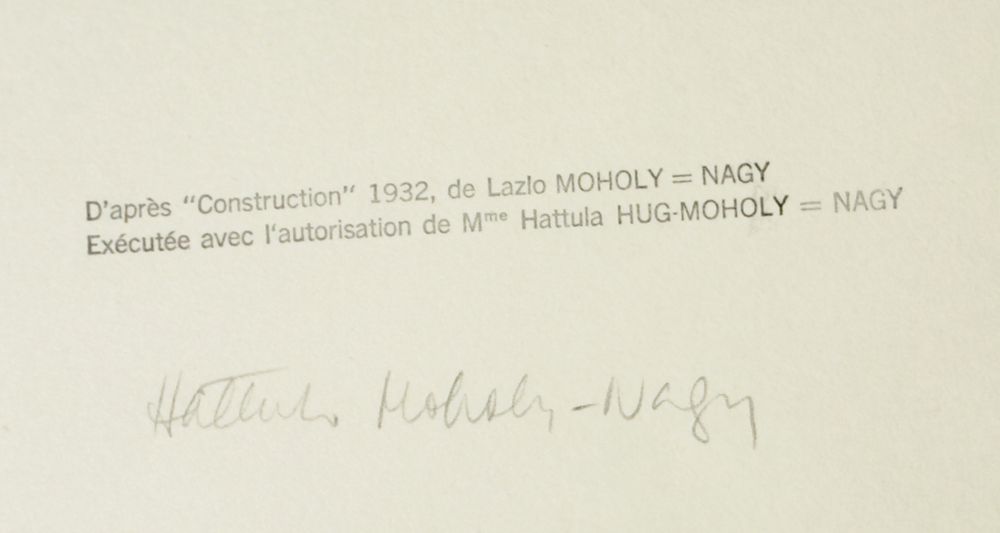 D'après “Construction” 1932, de Lazlo MOHOLY = NAGY
Exécutée avec l'autorisation de Mme Hattula HUG-MOHOLY = NAGY
Hattula Moholy-Nagy